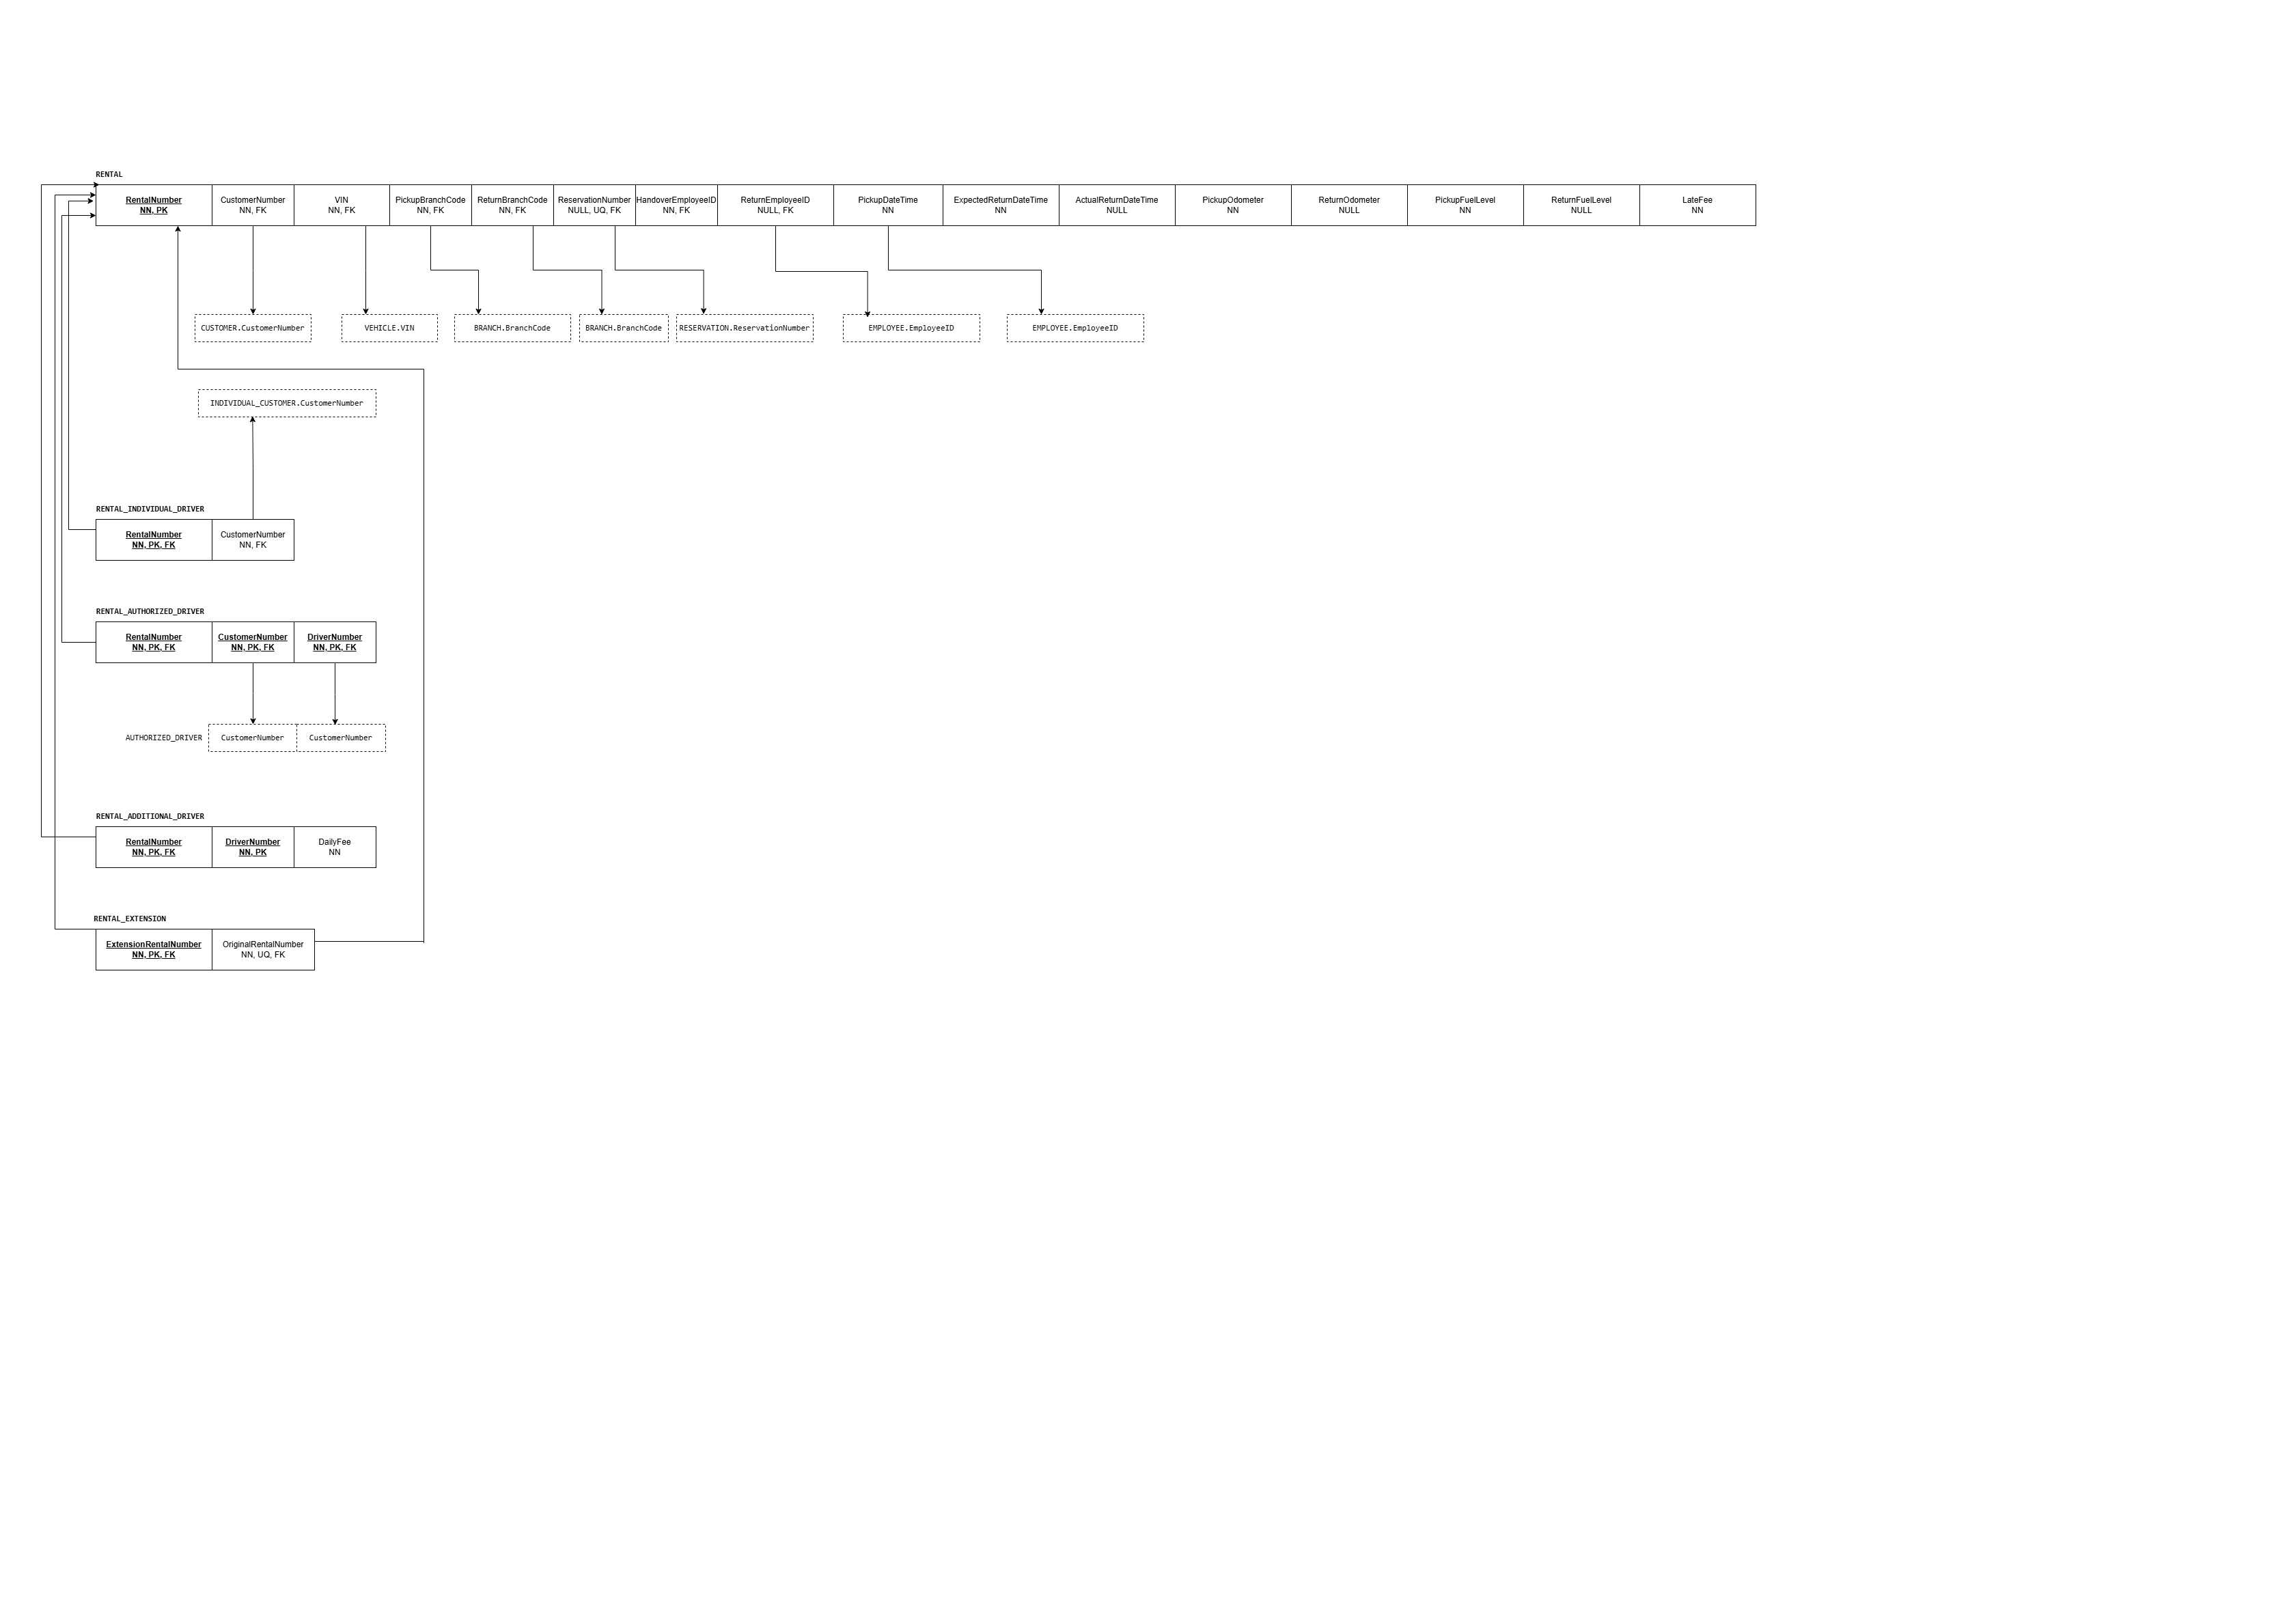 RENTAL
RentalNumber
NN, PK
CustomerNumber
NN, FK
VIN
NN, FK
PickupBranchCode
NN, FK
ReturnBranchCode
NN, FK
ReservationNumber
NULL, UQ, FK
HandoverEmployeeID
NN, FK
ReturnEmployeeID
NULL, FK
PickupDateTime
NN
ExpectedReturnDateTime
NN
ActualReturnDateTime
NULL
PickupOdometer
NN
ReturnOdometer
NULL
PickupFuelLevel
NN
ReturnFuelLevel
NULL
LateFee
NN
CUSTOMER.CustomerNumber
VEHICLE.VIN
BRANCH.BranchCode
BRANCH.BranchCode
RESERVATION.ReservationNumber
EMPLOYEE.EmployeeID
EMPLOYEE.EmployeeID
INDIVIDUAL_CUSTOMER.CustomerNumber
RENTAL_INDIVIDUAL_DRIVER
RentalNumber
NN, PK, FK
CustomerNumber
NN, FK
RENTAL_AUTHORIZED_DRIVER
RentalNumber
NN, PK, FK
CustomerNumber
NN, PK, FK
DriverNumber
NN, PK, FK
AUTHORIZED_DRIVER
CustomerNumber
CustomerNumber
RENTAL_ADDITIONAL_DRIVER
RentalNumber
NN, PK, FK
DriverNumber
NN, PK
DailyFee
NN
RENTAL_EXTENSION
ExtensionRentalNumber
NN, PK, FK
OriginalRentalNumber
NN, UQ, FK